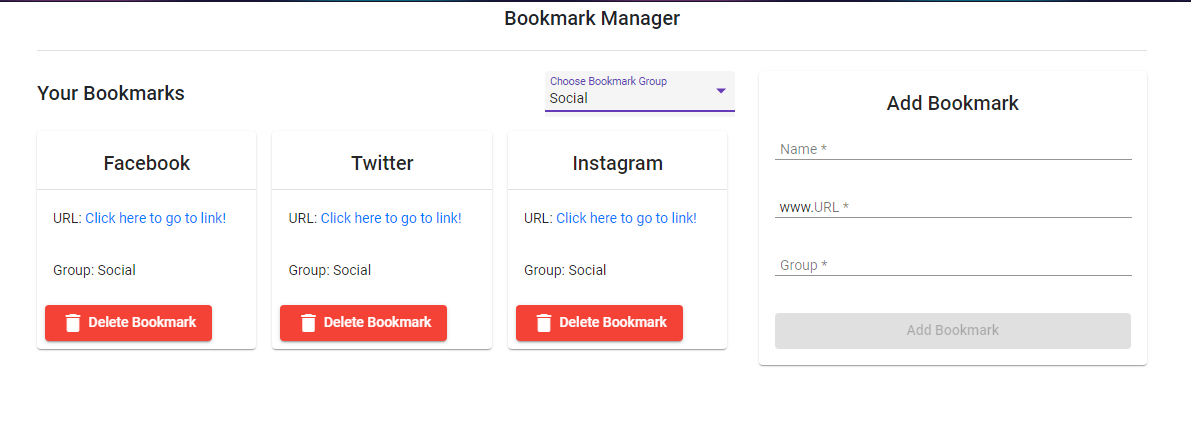 Bookmark Manager
Your Bookmarks
Choose Bookmark Group
Social
Facebook
URL: Click here to go to link!
Group: Social
Delete Bookmark
Twitter
URL: Click here to go to link!
Group: Social
Delete Bookmark
Instagram
URL: Click here to go to link!
Group: Social
Delete Bookmark
Add Bookmark
Name *
www.URL *
Group *
Add Bookmark